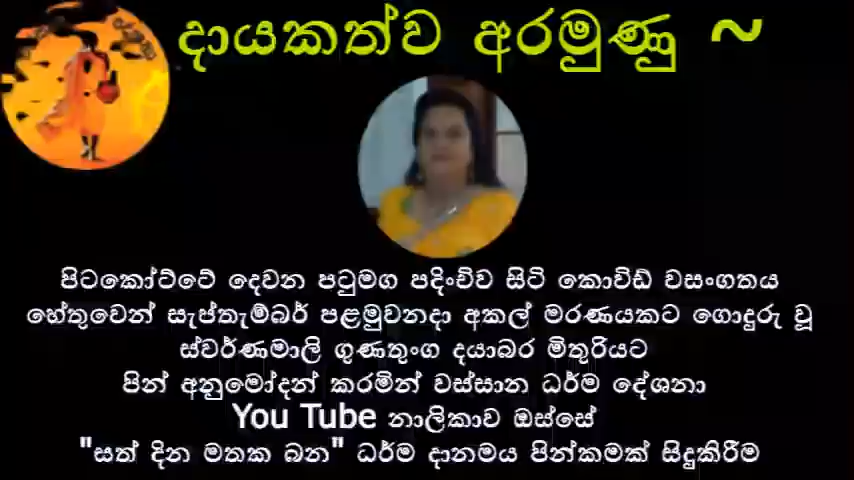 දායකත්ව අරමුණු ~
පිටකෝට්ටේ දෙවන පටුමග පදිංචිව සිටි කොවිඩ් වසංගතය
හේතුවෙන් සැප්තැම්බර් පළමුවනදා අකල් මරණයකට ගොදුරු වූ
ස්වර්ණමාලි ගුණතුංග දයාබර මිතුරියට
පින් අනුමෝදන් කරමින් වස්සාන ධර්ම දේශනා
You Tube නාලිකාව ඔස්සේ
"සත් දින මතක බන" ධර්ම දානමය පින්කමක් සිදුකිරීම